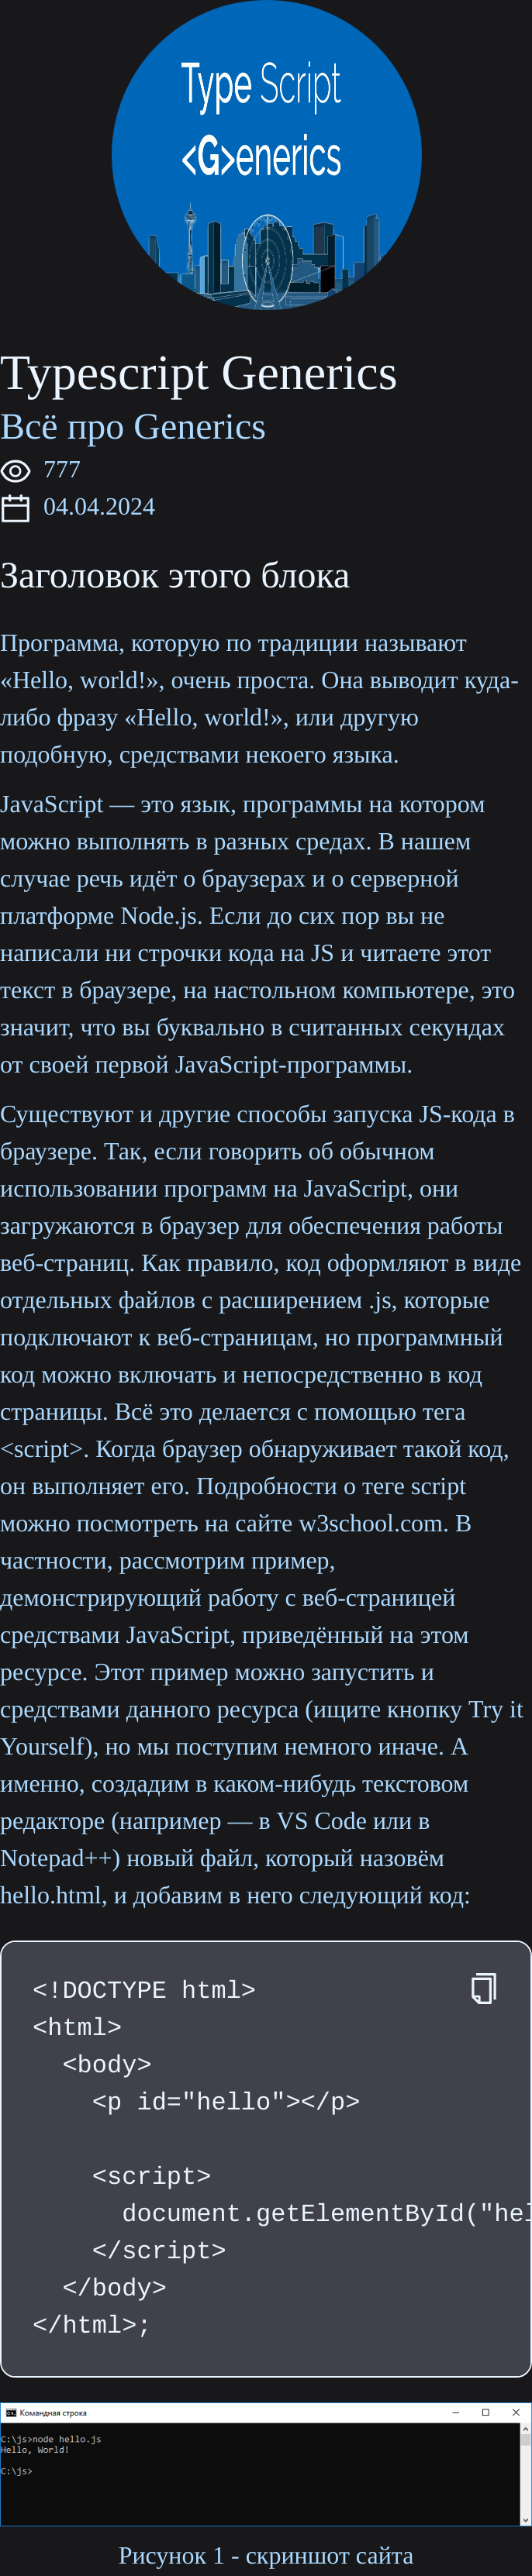 Type Script
<G>enerics
Typescript Generics
Всё про Generics
777
04.04.2024
Заголовок этого блока
Программа, которую по традиции называют
«Hello, world!», очень проста. Она выводит куда-
либо фразу «Hello, world!», или другую
подобную, средствами некоего языка.
JavaScript — это язык, программы на котором
можно выполнять в разных средах. В нашем
случае речь идёт о браузерах и о серверной
платформе Node.js. Если до сих пор вы не
написали ни строчки кода на JS и читаете этот
текст в браузере, на настольном компьютере, это
значит, что вы буквально в считанных секундах
от своей первой JavaScript-программы.
Существуют и другие способы запуска JS-кода в
браузере. Так, если говорить об обычном
использовании программ на JavaScript, они
загружаются в браузер для обеспечения работы
веб-страниц. Как правило, код оформляют в виде
отдельных файлов с расширением .js, которые
подключают к веб-страницам, но программный
код можно включать и непосредственно в код
страницы. Всё это делается с помощью тега
<script>. Когда браузер обнаруживает такой код,
он выполняет его. Подробности о теге script
можно посмотреть на сайте w3school.com. В
частности, рассмотрим пример,
демонстрирующий работу с веб-страницей
средствами JavaScript, приведённый на этом
ресурсе. Этот пример можно запустить и
средствами данного ресурса (ищите кнопку Try it
Yourself), но мы поступим немного иначе. А
именно, создадим в каком-нибудь текстовом
редакторе (например — в VS Code или в
Notepad++) новый файл, который назовём
hello.html, и добавим в него следующий код:
<!DOCTYPE html>
<html>
<body>
<p id="hello"></p>
<script>
document.getElementById("hel
</script>
</body>
</html>;
Командная строка
C:\js>node hello.js
Hello, World!
C:\js>
Рисунок 1 - скриншот сайта